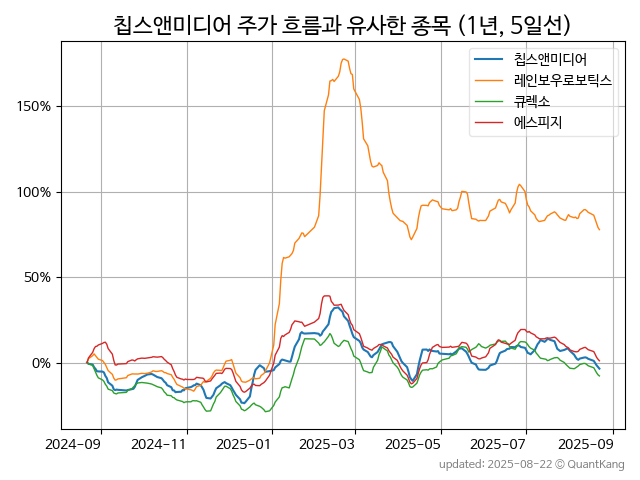 칩스앤미디어 주가 흐름과 유사한 종목 (1년, 5일선)
칩스앤미디어
레인보우로보틱스
큐렉소
에스피지
150%
100%
50%
0%
2024-09 2024-11 2025-01 2025-03 2025-05 2025-07 2025-09
updated: 2025-08-22 © QuantKang